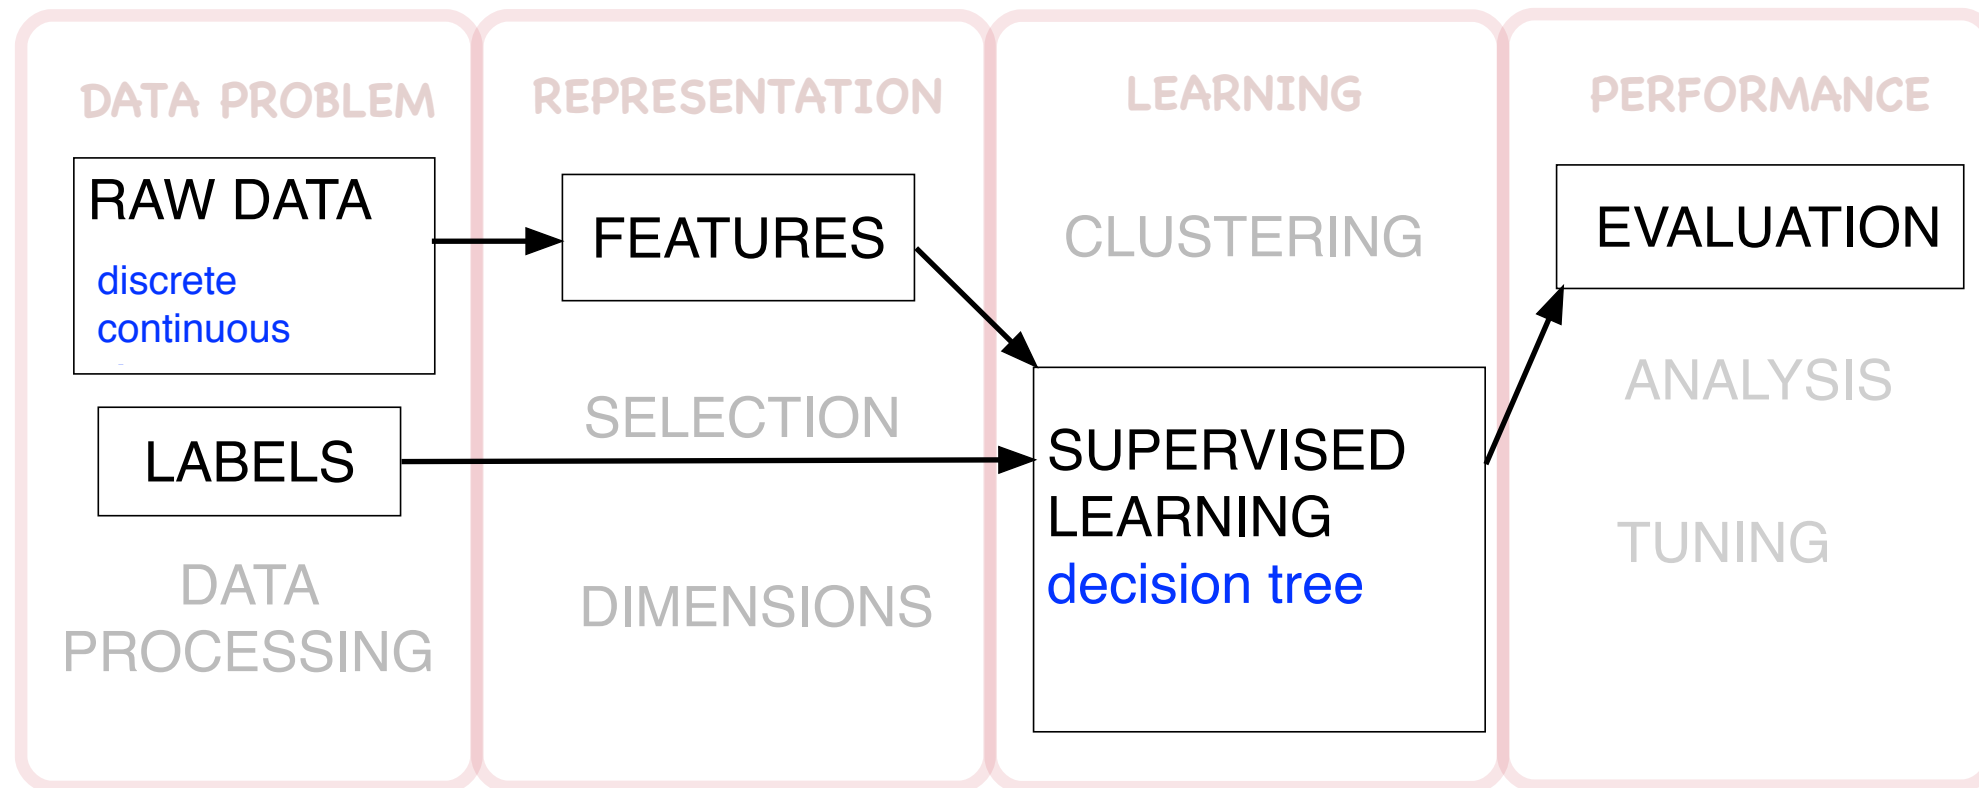 DATA PROBLEM
RAW DATA
discrete
continuous
LABELS
DATA
PROCESSING
REPRESENTATION
FEATURES
SELECTION
DIMENSIONS
LEARNING
CLUSTERING
SUPERVISED
LEARNING
decision tree
PERFORMANCE
EVALUATION
ANALYSIS
TUNING